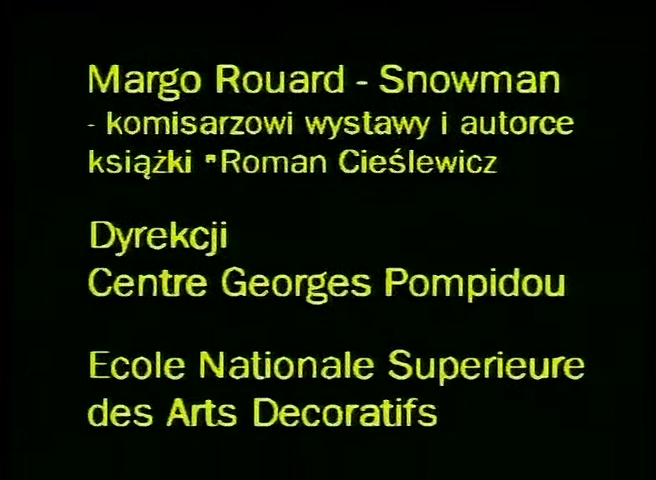 Margo Rouard - Snowman
- komisarzowi wystawy i autorce
książki "Roman Cieślewicz
Dyrekcji
Centre Georges Pompidou
Ecole Nationale Superieure
des Arts Decoratifs